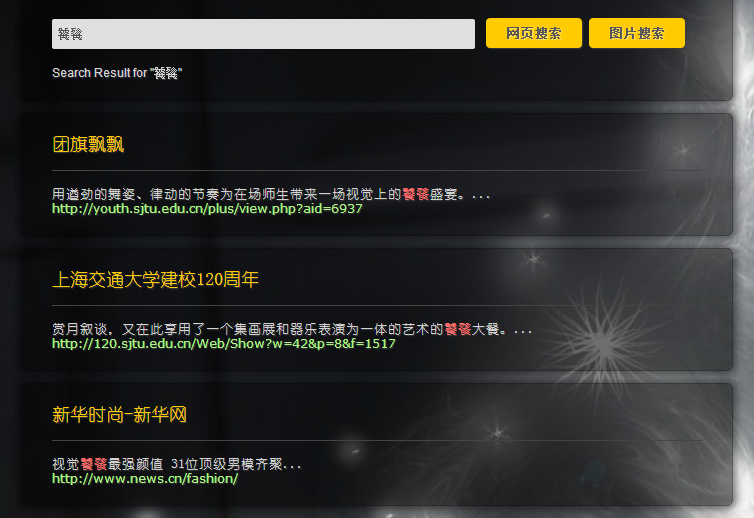 饕餮
网页搜索
图片搜索
Search Result for "饕餮"
团旗飘飘
用遒劲的舞姿、律动的节奏为在场师生带来一场视觉上的饕餮盛宴。...
http://youth.sjtu.edu.cn/plus/view.php?aid=6937
上海交通大学建校120周年
赏月叙谈，又在此享用了一个集画展和器乐表演为一体的艺术的饕餮大餐。...
http://120.sjtu.edu.cn/Web/Show?w=42&p=8&f=1517
新华时尚-新华网
视觉饕餮最强颜值 31位顶级男模齐聚...
http://www.news.cn/fashion/